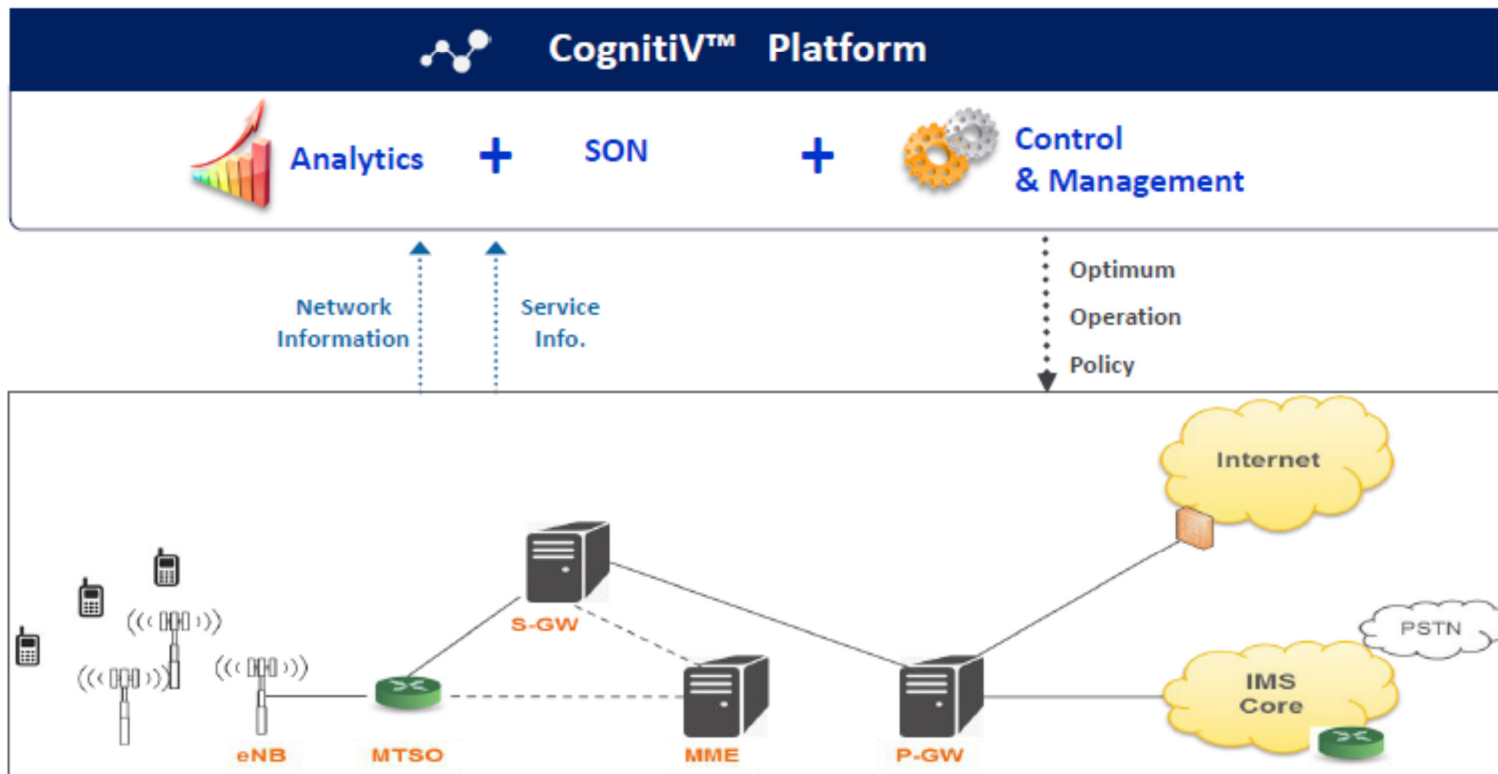 CognitiV™ Platform
Analytics + SON + Control
& Management
Network
Information
Service
Info.
Optimum
Operation
Policy
Internet
S-GW
PSTN
IMS
Core
eNB
MTSO
MME
P-GW